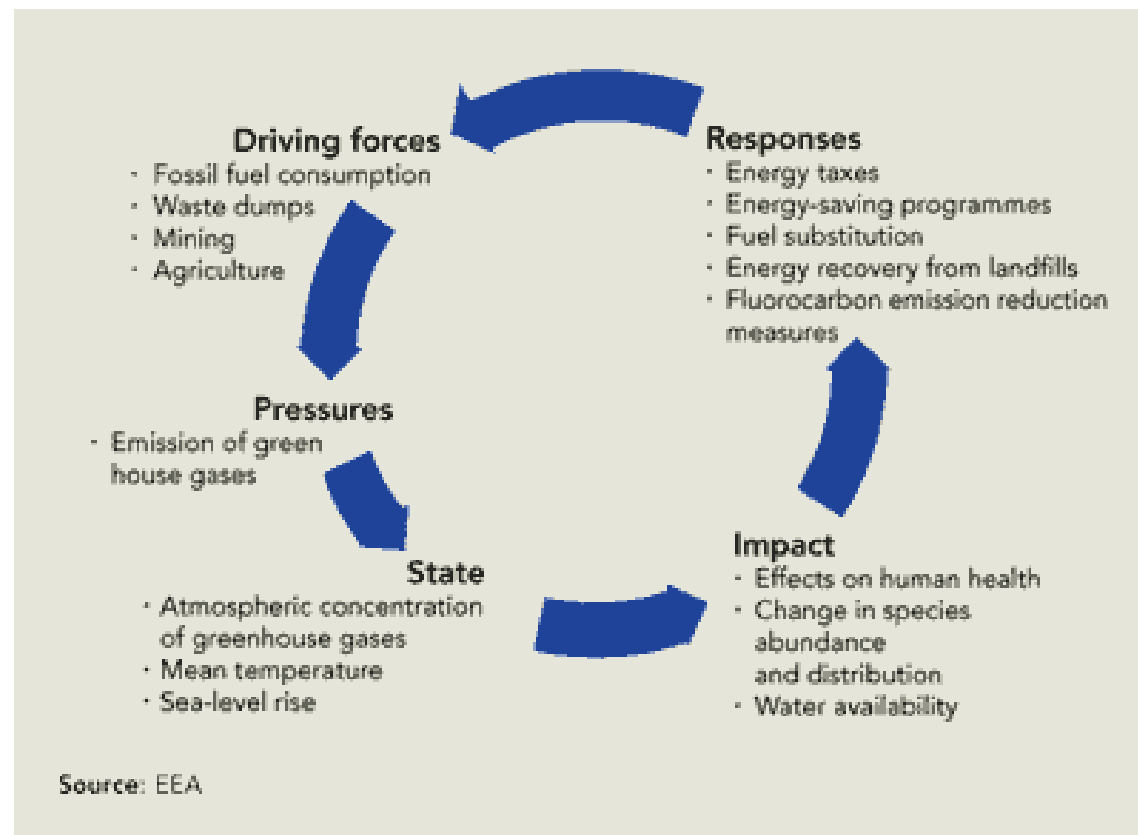 Driving forces
· Fossil fuel consumption
· Waste dumps
· Mining
· Agriculture
Responses
· Energy taxes
· Energy-saving programmes
· Fuel substitution
· Energy recovery from landfills
· Fluorocarbon emission reduction
measures
Pressures
· Emission of green
house gases
State
· Atmospheric concentration
of greenhouse gases
· Mean temperature
· Sea-level rise
Impact
· Effects on human health
· Change in species
abundance
and distribution
· Water availability
Source: EEA